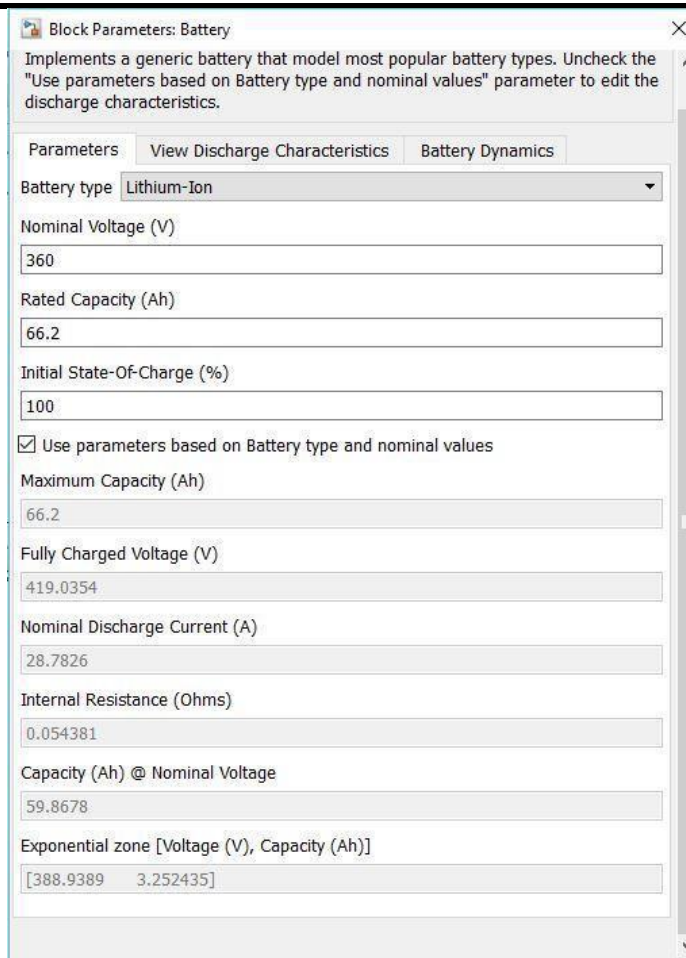 Block Parameters: Battery
Implements a generic battery that model most popular battery types. Uncheck the
"Use parameters based on Battery type and nominal values" parameter to edit the
discharge characteristics.
Parameters View Discharge Characteristics Battery Dynamics
Battery type Lithium-Ion
Nominal Voltage (V)
360
Rated Capacity (Ah)
66.2
Initial State-Of-Charge (%)
100
Use parameters based on Battery type and nominal values
Maximum Capacity (Ah)
66.2
Fully Charged Voltage (V)
419.0354
Nominal Discharge Current (A)
28.7826
Internal Resistance (Ohms)
0.054381
Capacity (Ah) @ Nominal Voltage
59.8678
Exponential zone [Voltage (V), Capacity (Ah)]
[388.9389 3.252435]